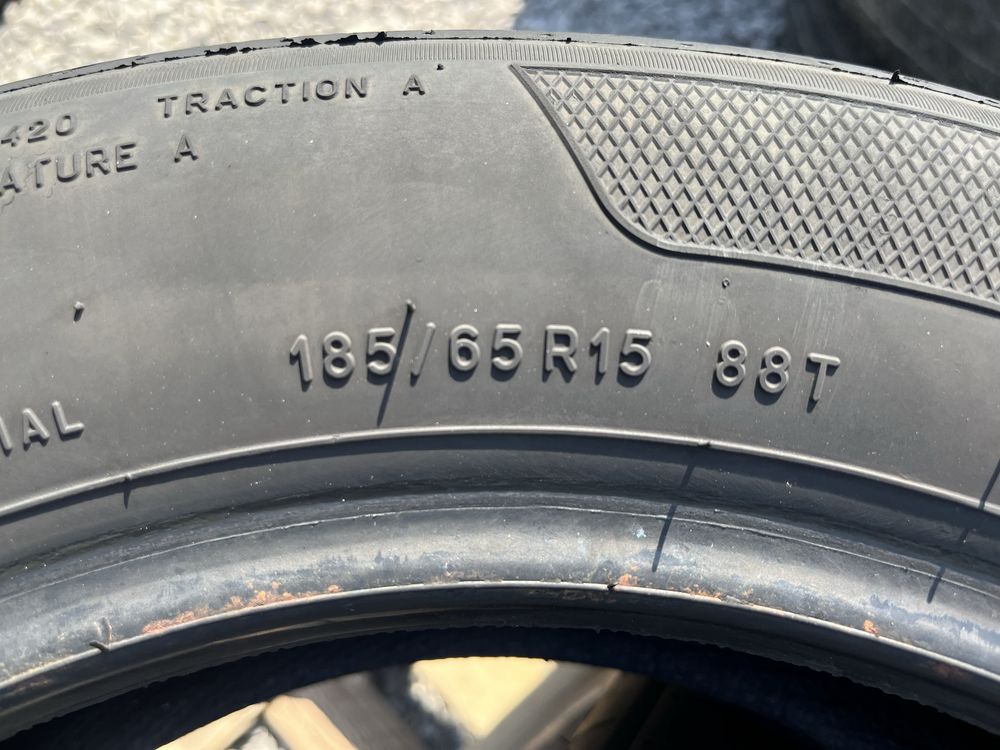 420 TRACTION A
ATURE A
185/65R15 88T
IAL